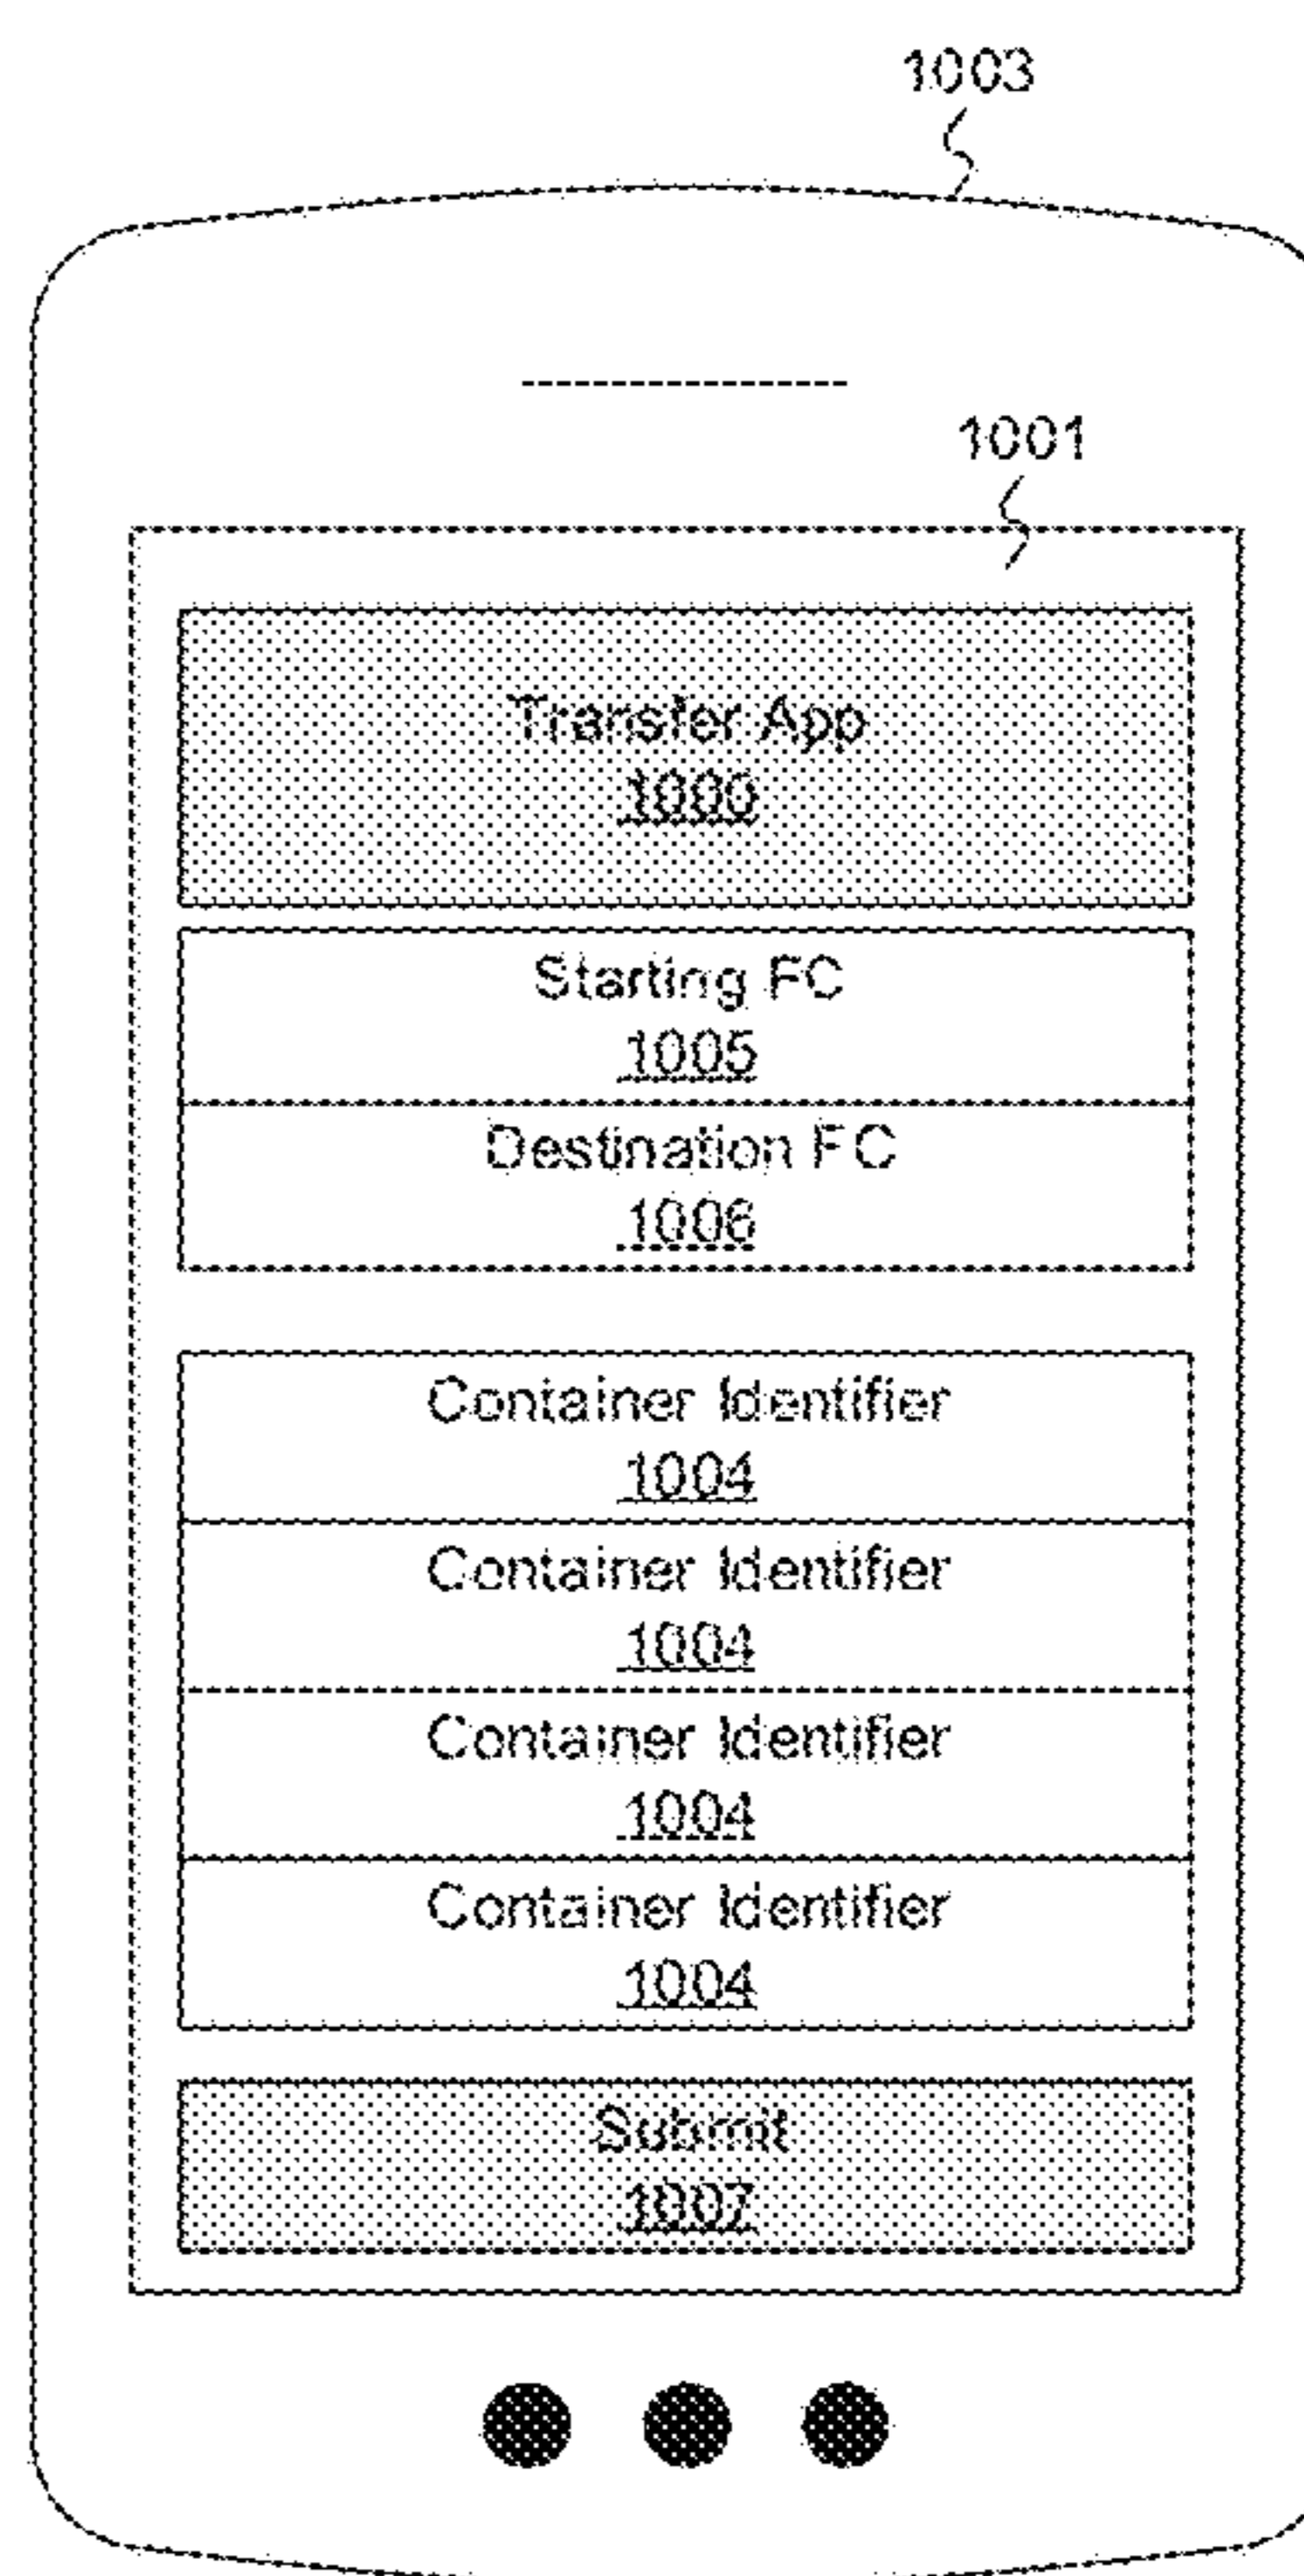 1003
1001
Transfer App
1000
Starting FC
1005
Destination FC
1006
Container Identifier
1004
Container Identifier
1004
Container Identifier
1004
Container Identifier
1004
Submit
1007